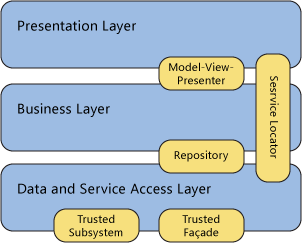 Presentation Layer
Model-View-
Presenter
Sesrvice Locator
Business Layer
Repository
Data and Service Access Layer
Trusted
Subsystem
Trusted
Façade